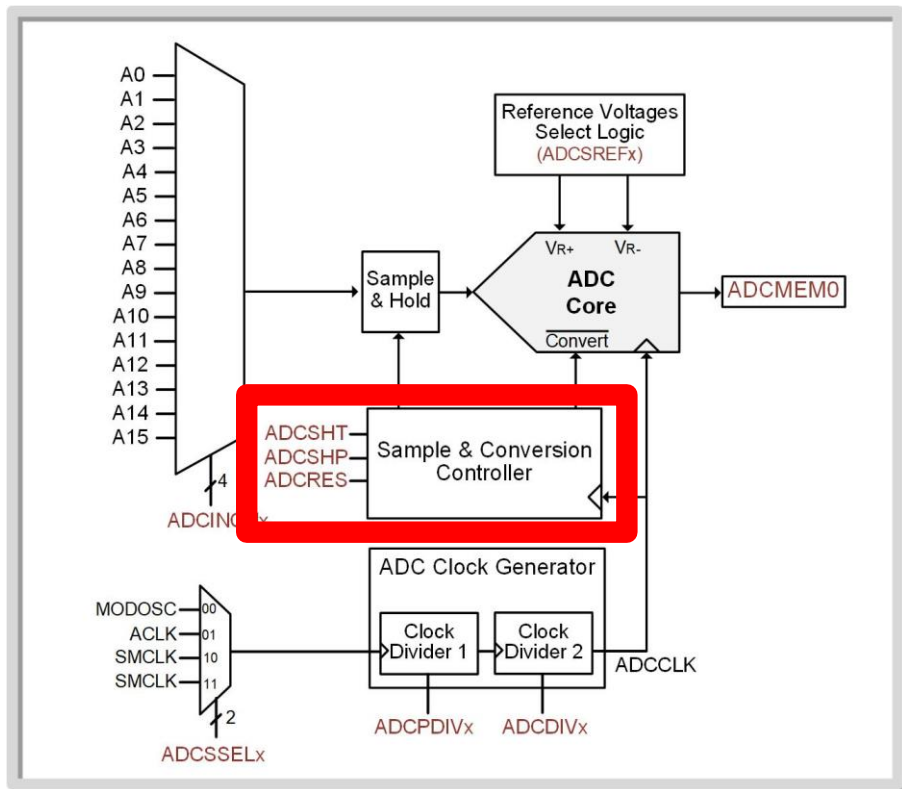 A0
A1
A2
A3
A4
A5
A6
A7
A8
A9
A10
A11
A12
A13
A14
A15
4
Reference Voltages
Select Logic
(ADCSREFx)
VR+ VR-
ADC
Core
Convert
Sample
& Hold
ADCMEM0
ADCSHT
ADCSHP
ADCRES
Sample & Conversion
Controller
ADC Clock Generator
Clock
Divider 1
Clock
Divider 2
ADCCLK
ADCPDIVx
ADCDIVx
MODOSC 00
ACLK 01
SMCLK 10
SMCLK 11
2
ADCSSELx